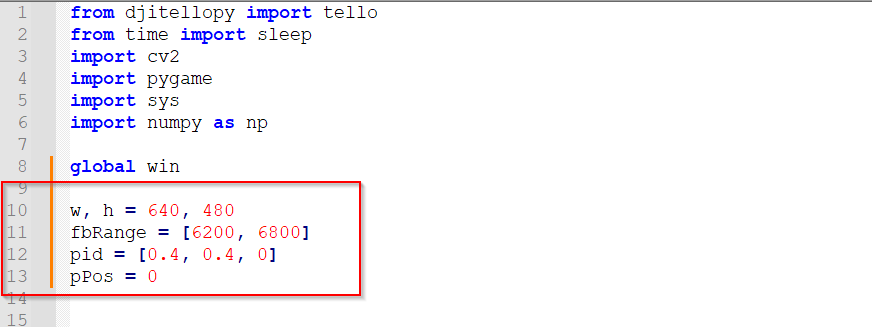 1 from djitellopy import tello
2 from time import sleep
3 import cv2
4 import pygame
5 import sys
6 import numpy as np
7
8 global win
9
10 w, h = 640, 480
11 fbRange = [6200, 6800]
12 pid = [0.4, 0.4, 0]
13 pPos = 0
14
15